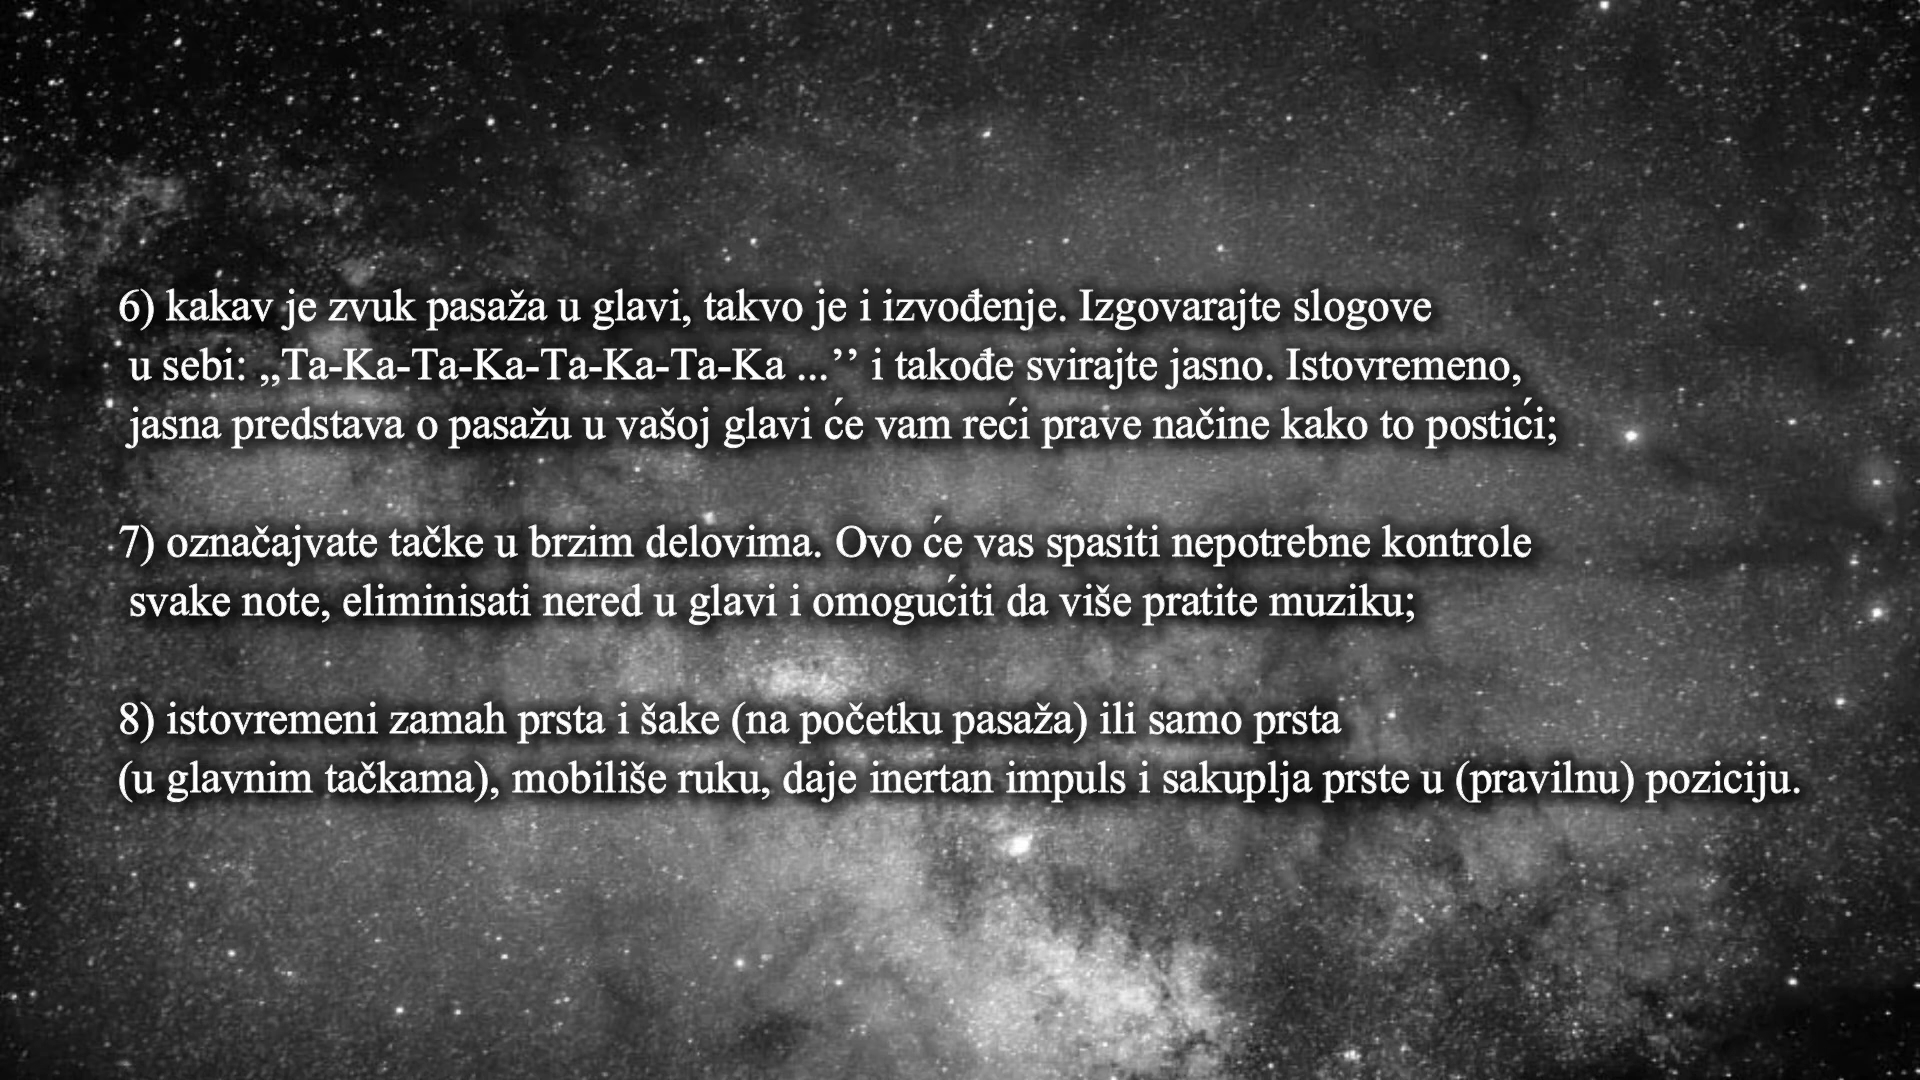 6) kakav je zvuk pasaža u glavi, takvo je i izvođenje. Izgovarajte slogove
u sebi: ,,Ta-Ka-Ta-Ka-Ta-Ka-Ta-Ka ...’’ i takođe svirajte jasno. Istovremeno,
jasna predstava o pasažu u vašoj glavi će vam reći prave načine kako to postići;
7) označajvate tačke u brzim delovima. Ovo će vas spasiti nepotrebne kontrole
svake note, eliminisati nered u glavi i omogućiti da više pratite muziku;
8) istovremeni zamah prsta i šake (na početku pasaža) ili samo prsta
(u glavnim tačkama), mobiliše ruku, daje inertan impuls i sakuplja prste u (pravilnu) poziciju.